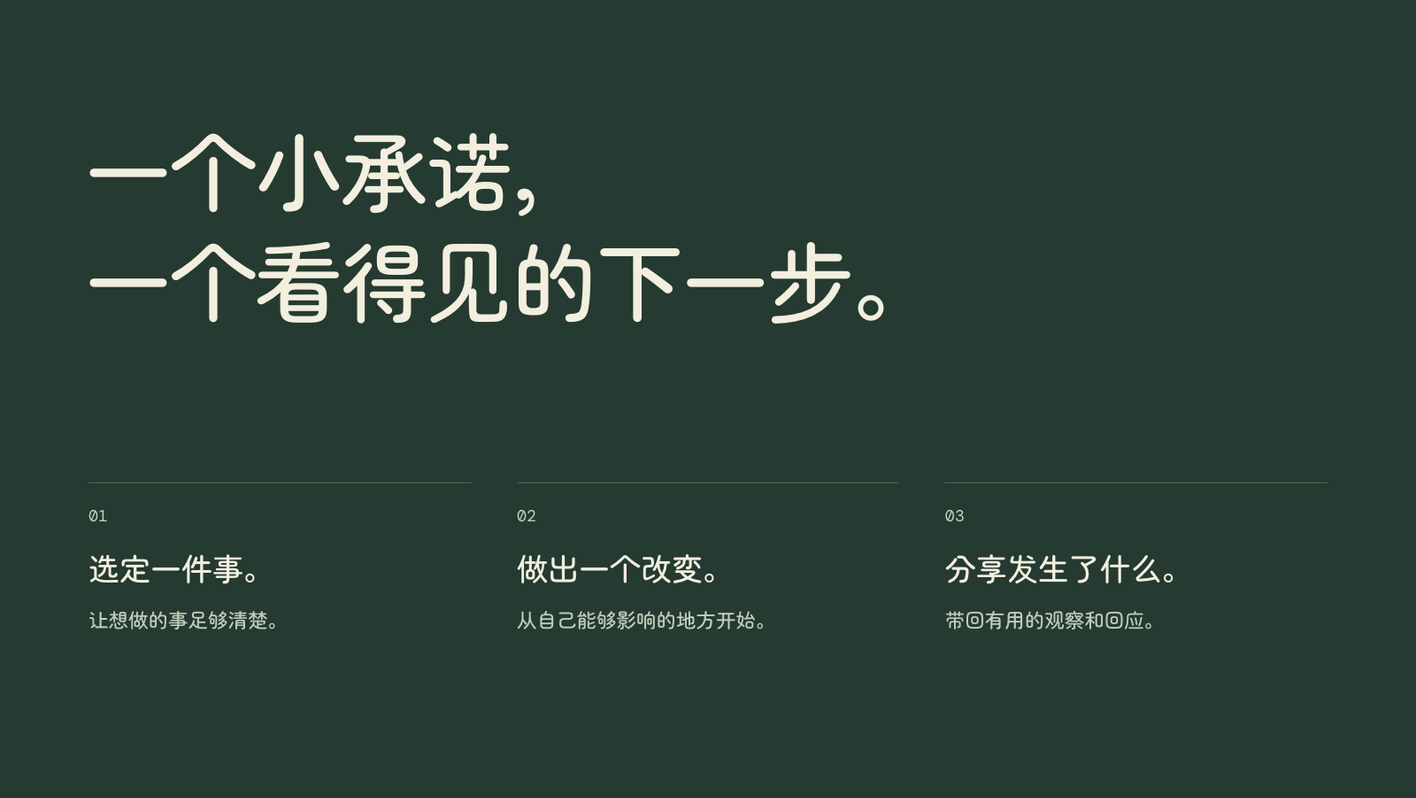 一个小承诺,
一个看得见的下一步。
01
选定一件事。
让想做的事足够清楚。
02
做出一个改变。
从自己能够影响的地方开始。
03
分享发生了什么。
带回有用的观察和回应。